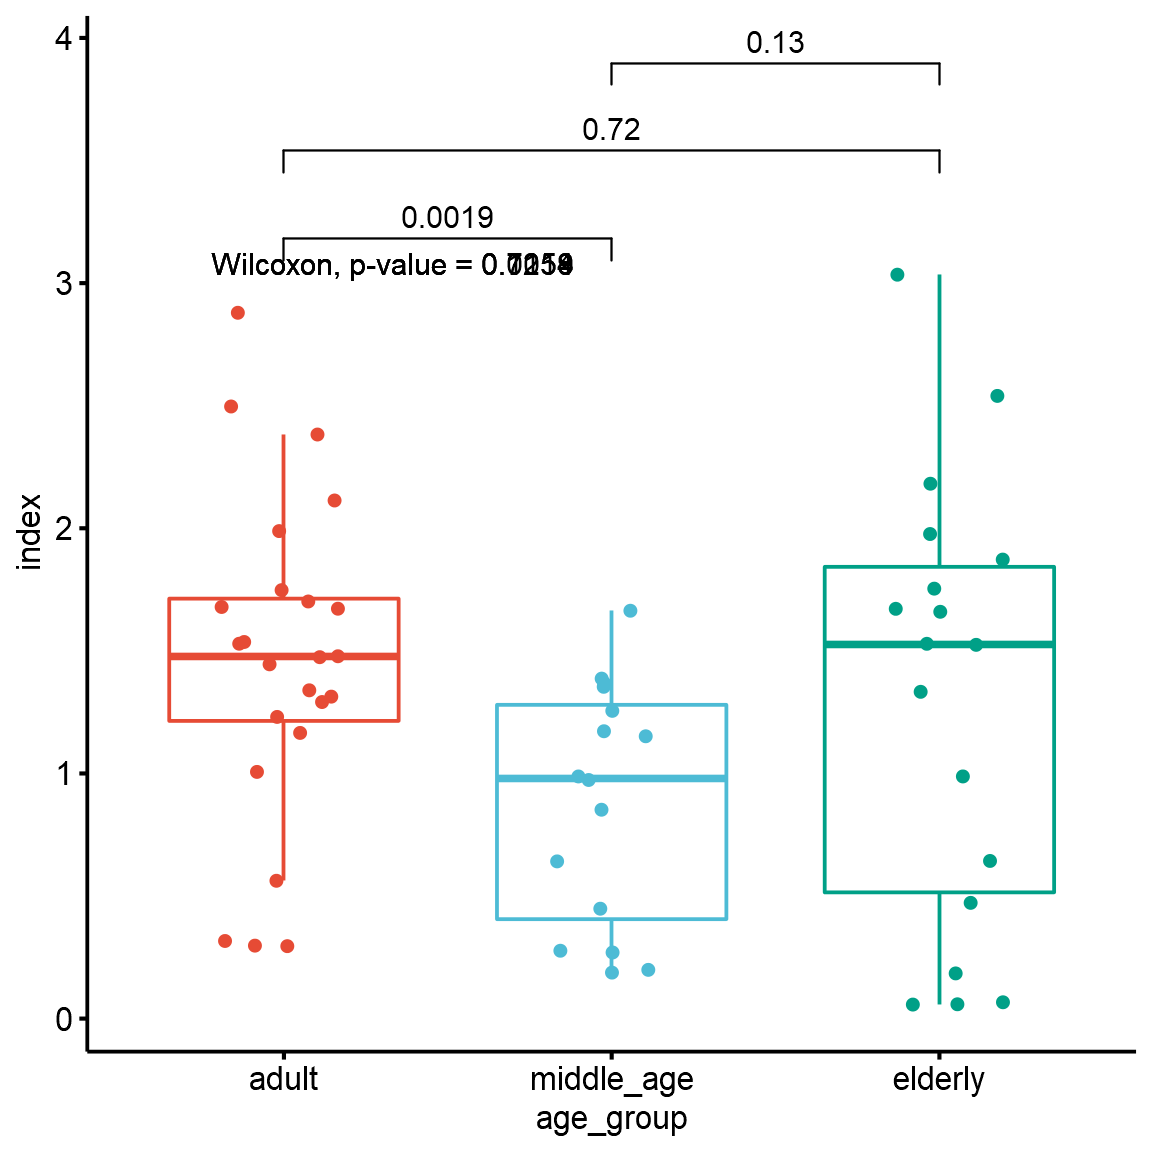 4
0.13
0.72
0.0019
Wilcoxon, p-value =
3
index
2
1
0
adult middle_age elderly
age_group